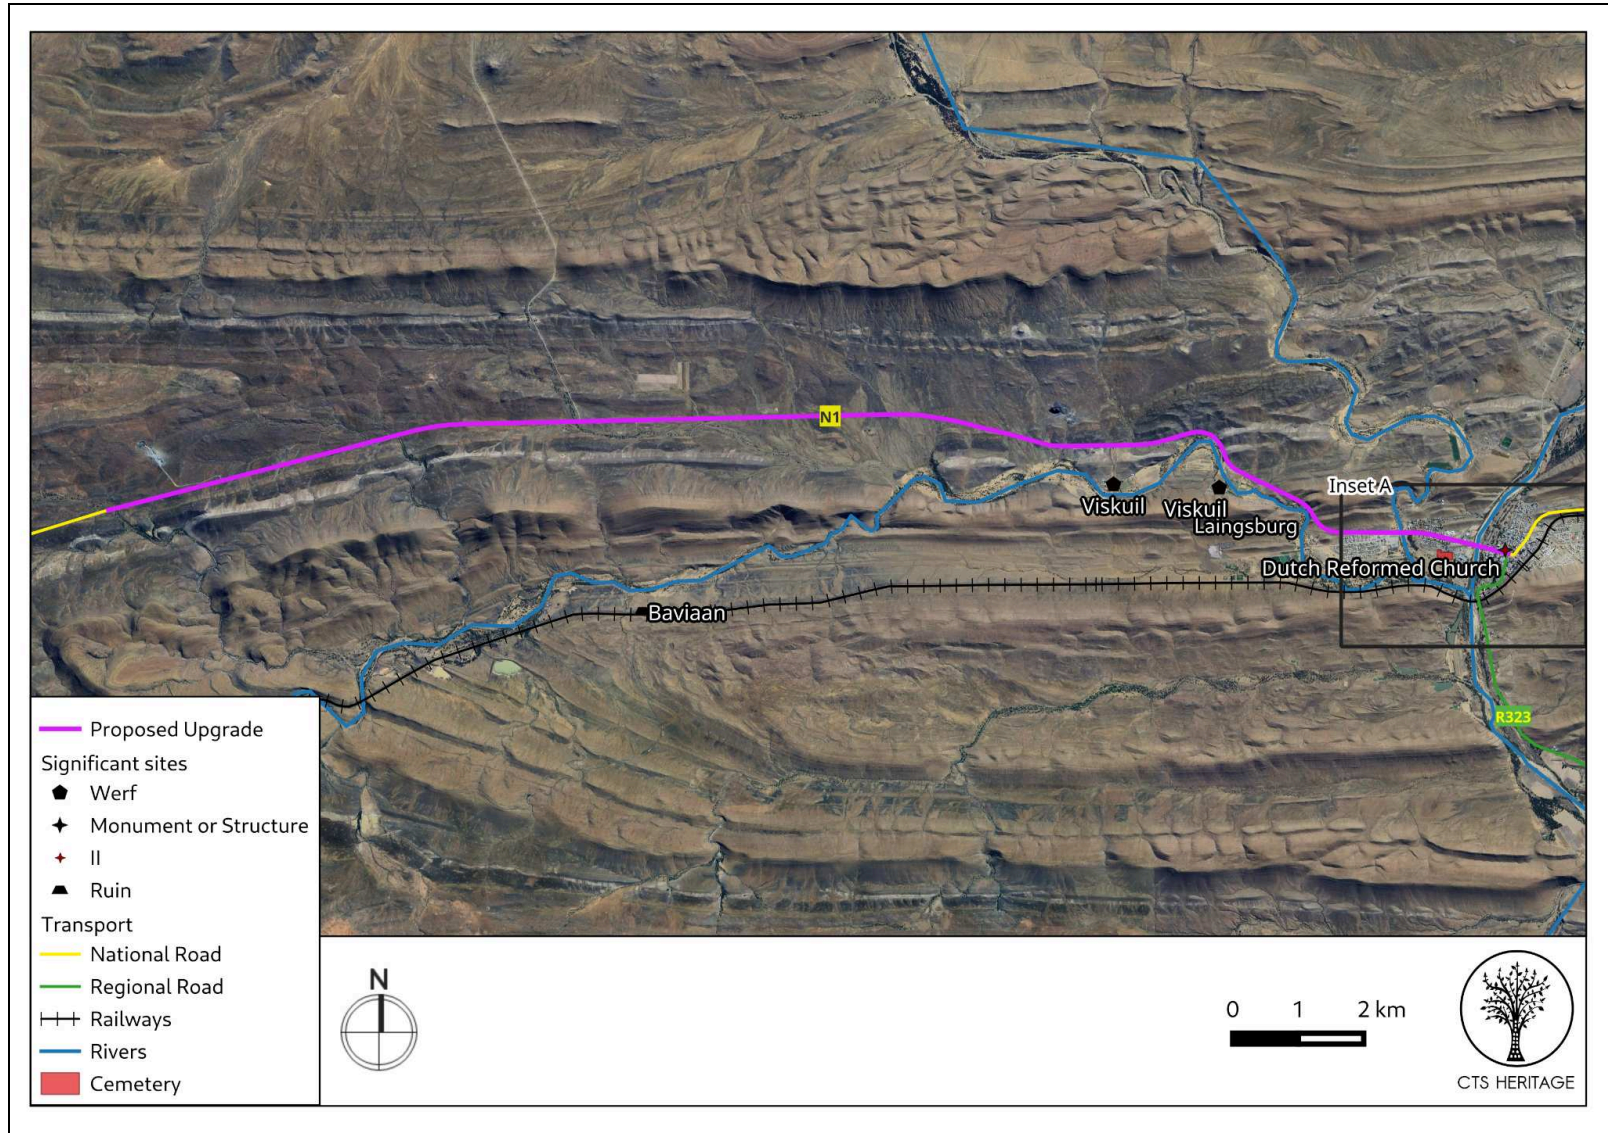 N1
Inset A
Viskuil
Viskuil
Laingsburg
Dutch Reformed Church
Baviaan
R323
Proposed Upgrade
Significant sites
Werf
Monument or Structure
II
Ruin
Transport
National Road
Regional Road
Railways
Rivers
Cemetery
N
0 1 2 km
CTS HERITAGE